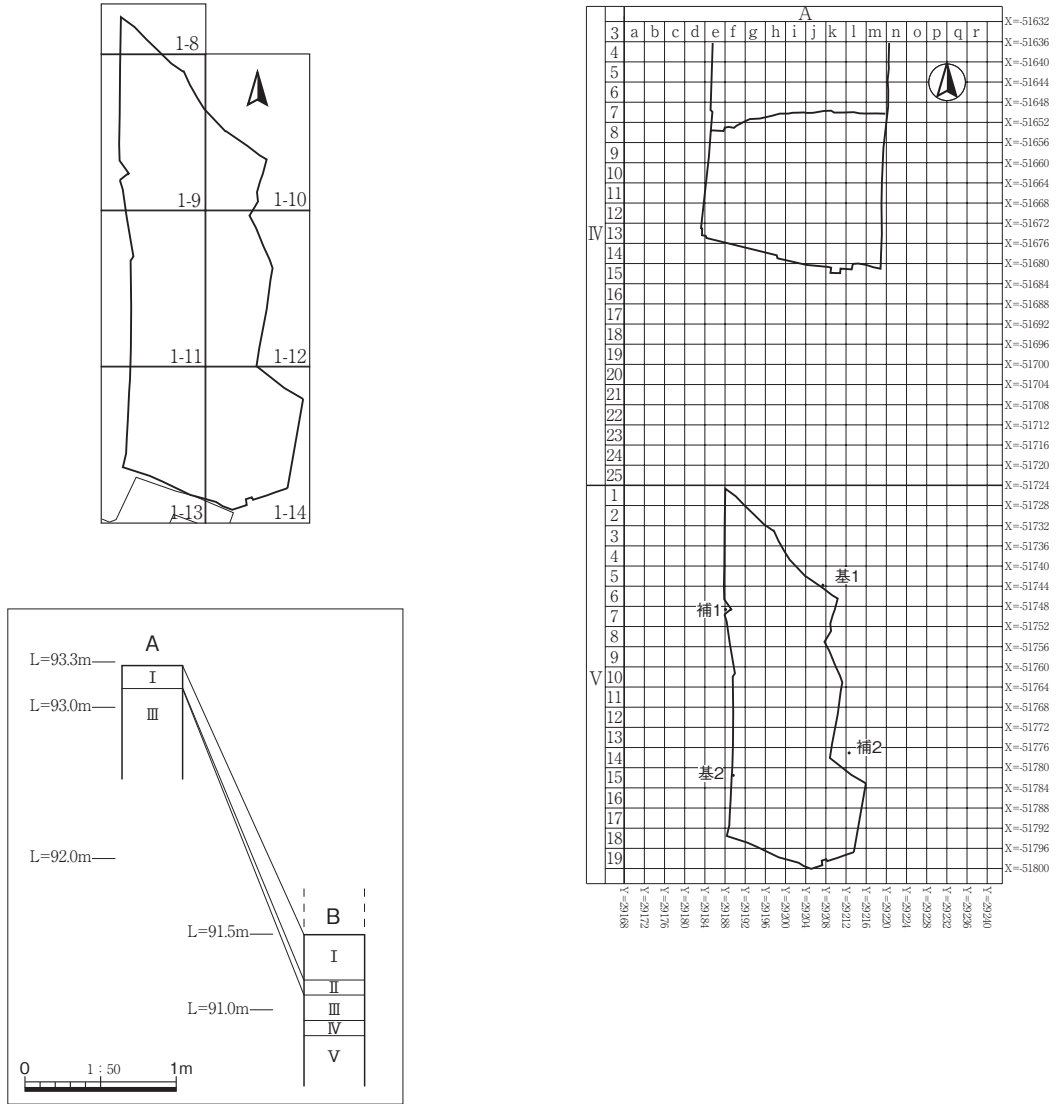 1-8
1-9
1-10
1-11
1-12
1-13
1-14
A
3 a b c d e f g h i j k l m n o p q r
4
5
6
7
8
9
10
11
12
13
14
15
16
17
18
19
20
21
22
23
24
25
Ⅳ
1
2
3
4
5
6
7
8
9
10
11
12
13
14
15
16
17
18
19
Ⅴ
基1
補1
補2
基2
X=-51632
X=-51636
X=-51640
X=-51644
X=-51648
X=-51652
X=-51656
X=-51660
X=-51664
X=-51668
X=-51672
X=-51676
X=-51680
X=-51684
X=-51688
X=-51692
X=-51696
X=-51700
X=-51704
X=-51708
X=-51712
X=-51716
X=-51720
X=-51724
X=-51728
X=-51732
X=-51736
X=-51740
X=-51744
X=-51748
X=-51752
X=-51756
X=-51760
X=-51764
X=-51768
X=-51772
X=-51776
X=-51780
X=-51784
X=-51788
X=-51792
X=-51796
X=-51800
Y=29168
Y=29172
Y=29176
Y=29180
Y=29184
Y=29188
Y=29192
Y=29196
Y=29200
Y=29204
Y=29208
Y=29212
Y=29216
Y=29220
Y=29224
Y=29228
Y=29232
Y=29236
Y=29240
A
L=93.3m
Ⅰ
L=93.0m
Ⅲ
L=92.0m
B
L=91.5m
Ⅰ
Ⅱ
L=91.0m
Ⅲ
Ⅳ
Ⅴ
0 1：50 1m